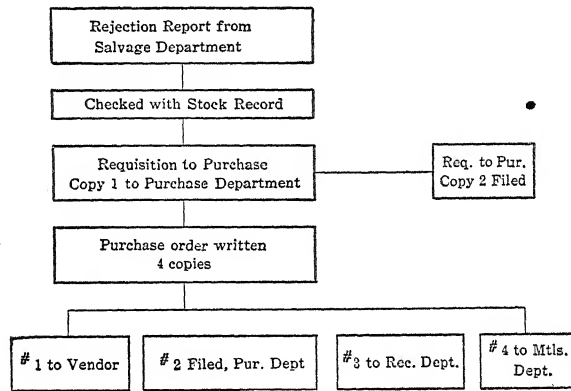 Rejection Report from
Salvage Department
Checked with Stock Record
Requisition to Purchase
Copy 1 to Purchase Department
Req. to Pur.
Copy 2 Filed
Purchase order written
4 copies
# 1 to Vendor
# 2 Filed, Pur. Dept
#3 to Rec. Dept.
# 4 to Mtls.
Dept.